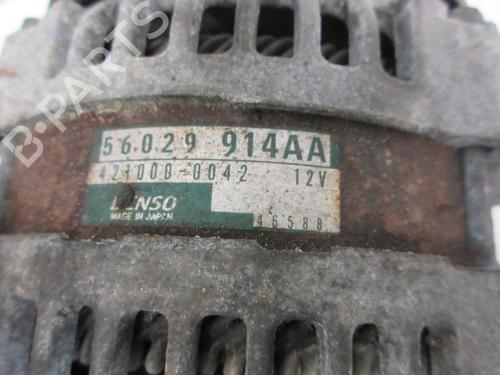 56029 914AA
421000-0042 12V
DENSO
MADE IN JAPAN
46588
B-PARTS